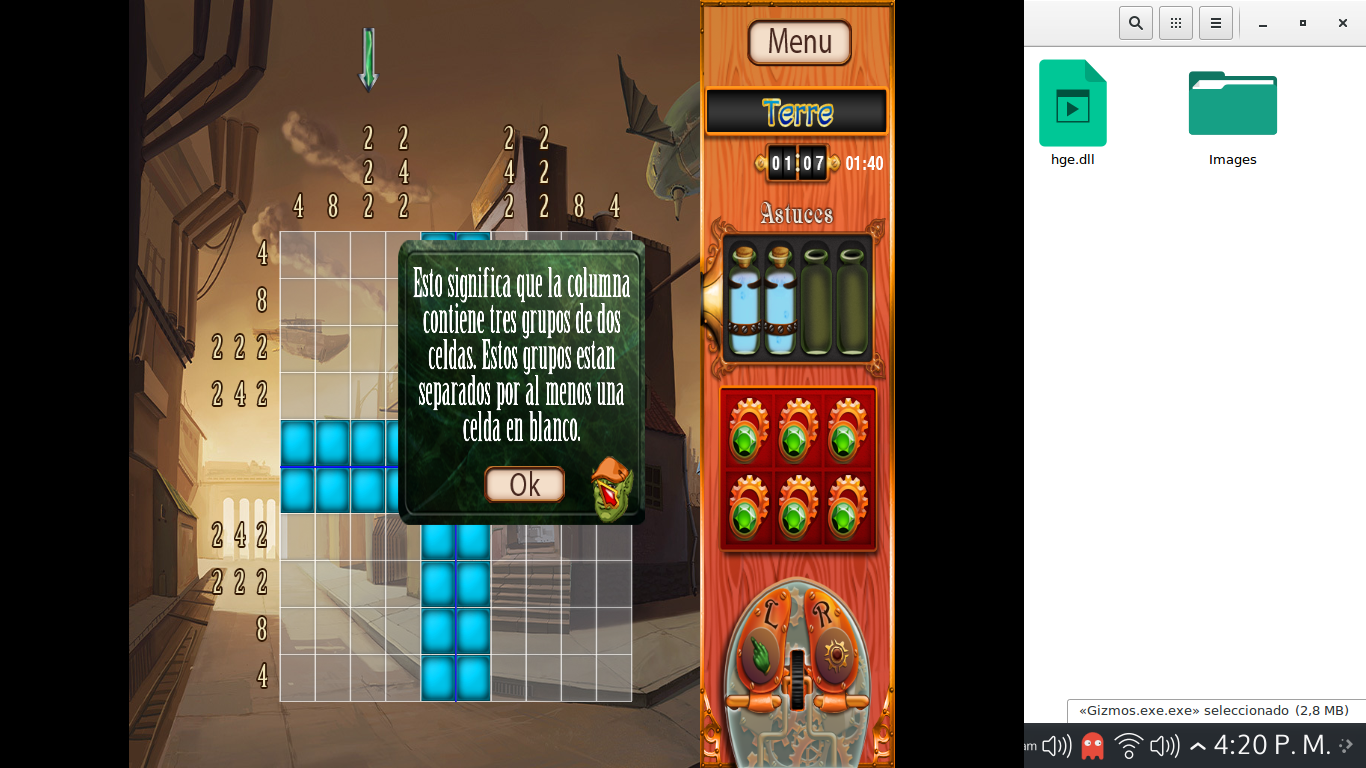 Menu
Terre
01:07 01:40
Astuces
2 2 2 2
2 4 4 2
4 8 2 2 2 2 8 4
4
8
2 2 2
2 4 2
2 4 2
2 2 2
8
4
Esto significa que la columna
contiene tres grupos de dos
celdas. Estos grupos estan
separados por al menos una
celda en blanco.
Ok
L R
hge.dll
Images
«Gizmos.exe.exe» seleccionado (2,8 MB)
am
4:20 P. M.